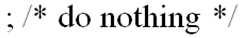 ; /* do nothing */